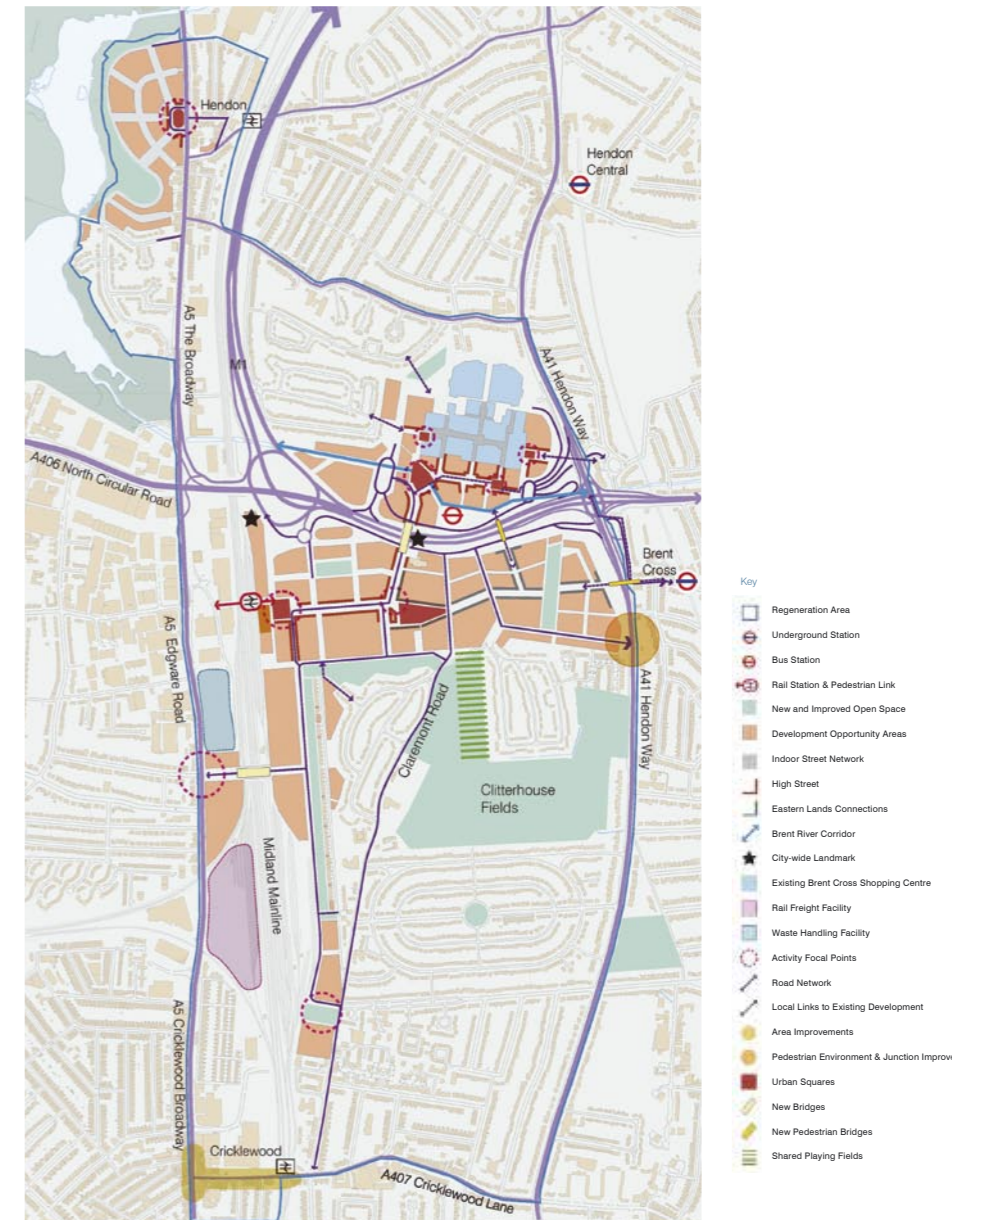 Hendon
Hendon
Central
A5 The Broadway
M1
A41 Hendon Way
A406 North Circular Road
Brent
Cross
A5 Edgware Road
Claremont Road
A41 Hendon Way
Clitterhouse
Fields
Midland Mainline
A5 Cricklewood Broadway
Cricklewood
A407 Cricklewood Lane
Key
Regeneration Area
Underground Station
Bus Station
Rail Station & Pedestrian Link
New and Improved Open Space
Development Opportunity Areas
Indoor Street Network
High Street
Eastern Lands Connections
Brent River Corridor
City-wide Landmark
Existing Brent Cross Shopping Centre
Rail Freight Facility
Waste Handling Facility
Activity Focal Points
Road Network
Local Links to Existing Development
Area Improvements
Pedestrian Environment & Junction Improv
Urban Squares
New Bridges
New Pedestrian Bridges
Shared Playing Fields